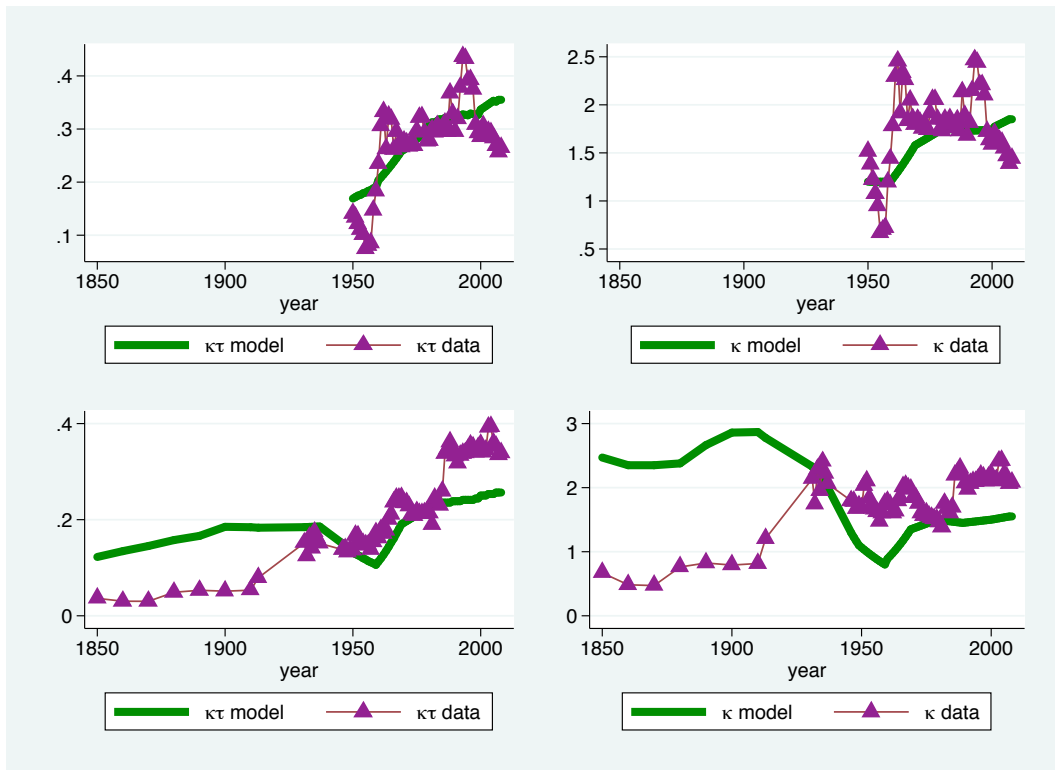 .4
.3
.2
.1
1850 1900 1950 2000
year
κτ model κτ data
2.5
2
1.5
1
.5
1850 1900 1950 2000
year
κ model κ data
.4
.2
0
1850 1900 1950 2000
year
κτ model κτ data
3
2
1
0
1850 1900 1950 2000
year
κ model κ data